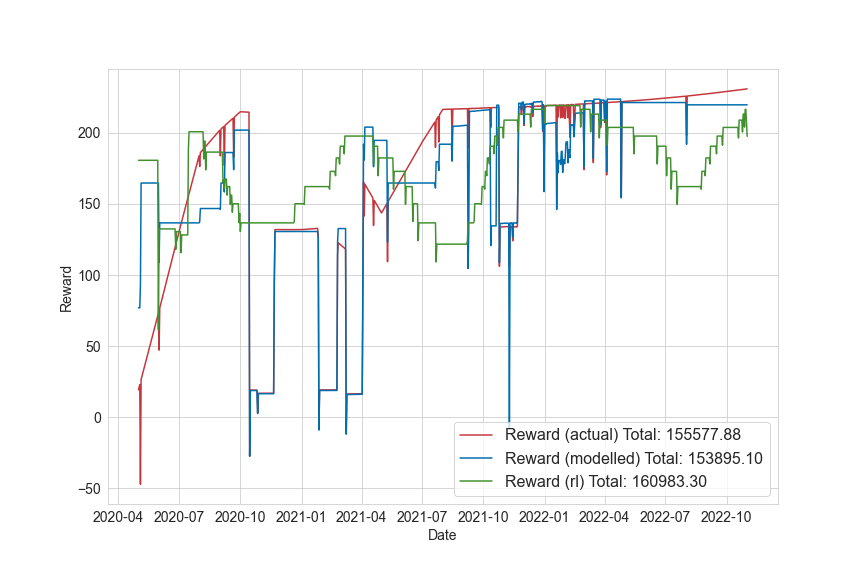 200
150
100
50
0
−50
Reward
2020-04 2020-07 2020-10 2021-01 2021-04 2021-07 2021-10 2022-01 2022-04 2022-07 2022-10
Date
Reward (actual) Total: 155577.88
Reward (modelled) Total: 153895.10
Reward (rl) Total: 160983.30